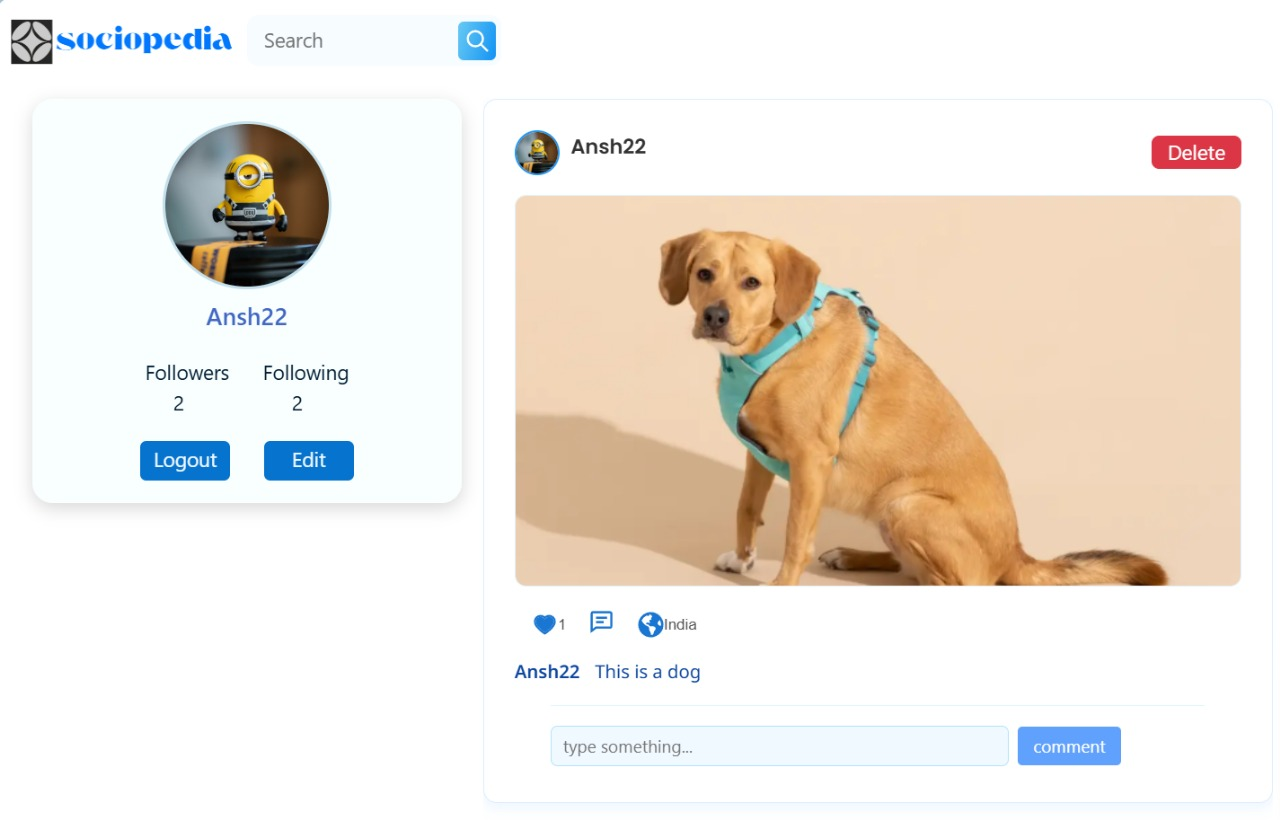 sociopedia
Search
Ansh22
Followers Following
2 2
Logout Edit
Ansh22
Delete
1 India
Ansh22 This is a dog
type something...
comment